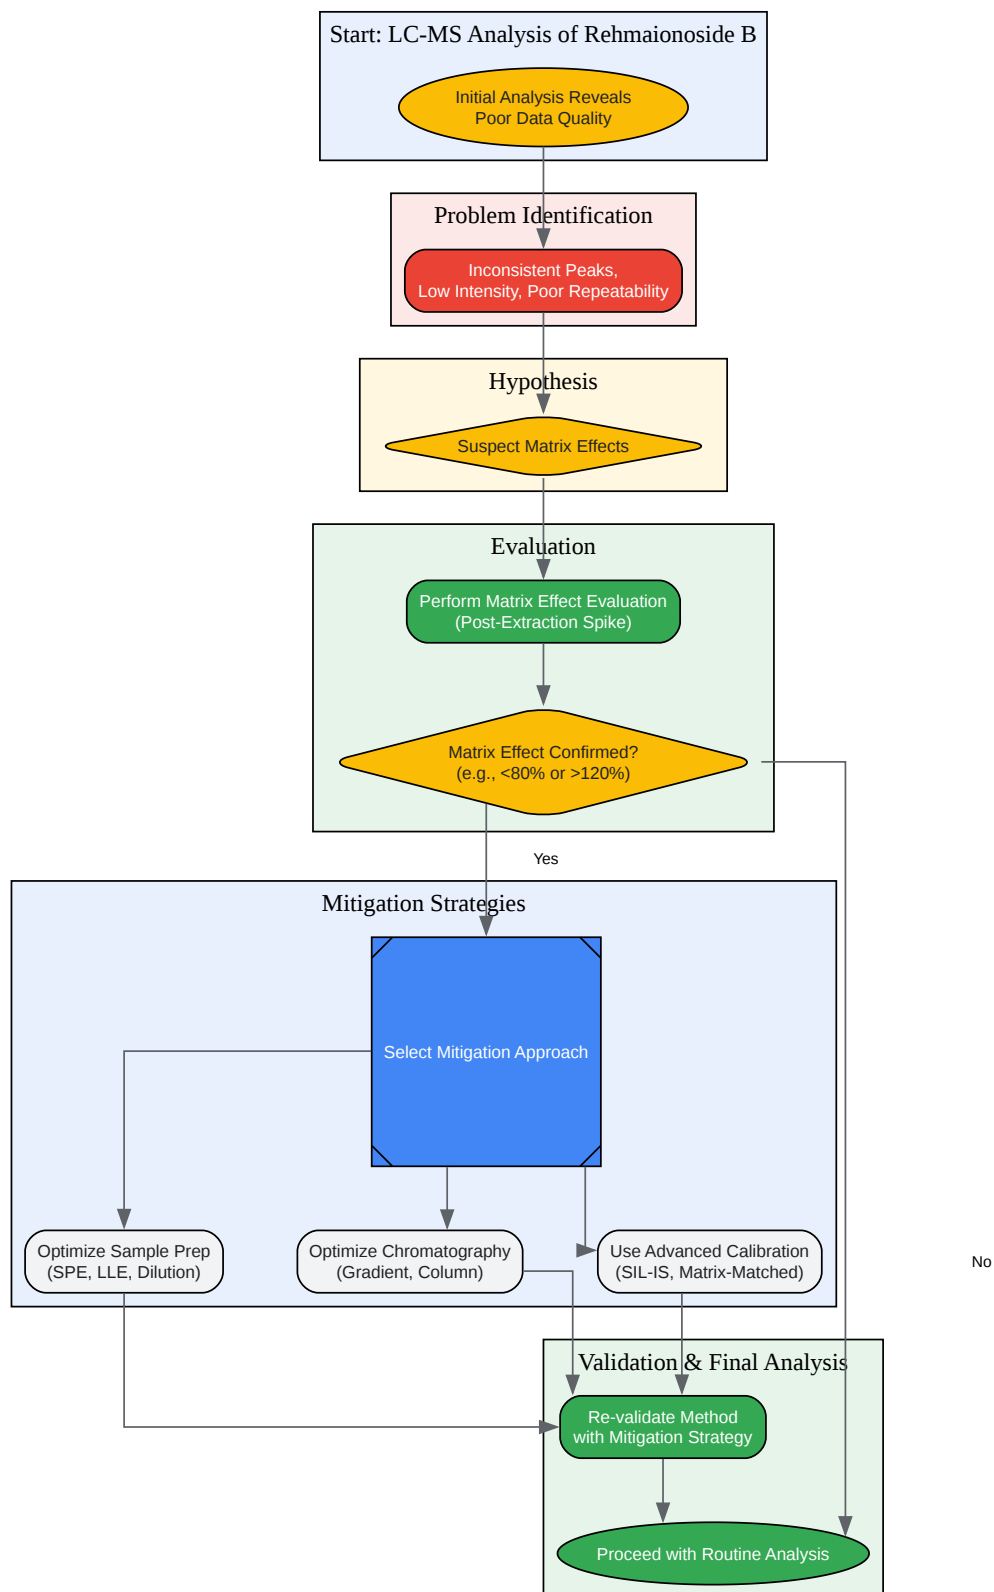 Start: LC-MS Analysis of Rehmaionoside B
Initial Analysis Reveals
Poor Data Quality
Problem Identification
Inconsistent Peaks,
Low Intensity, Poor Repeatability
Hypothesis
Suspect Matrix Effects
Evaluation
Perform Matrix Effect Evaluation
(Post-Extraction Spike)
Matrix Effect Confirmed?
(e.g., <80% or >120%)
Yes
Mitigation Strategies
Select Mitigation Approach
Optimize Sample Prep
(SPE, LLE, Dilution)
Optimize Chromatography
(Gradient, Column)
Use Advanced Calibration
(SIL-IS, Matrix-Matched)
No
Validation & Final Analysis
Re-validate Method
with Mitigation Strategy
Proceed with Routine Analysis